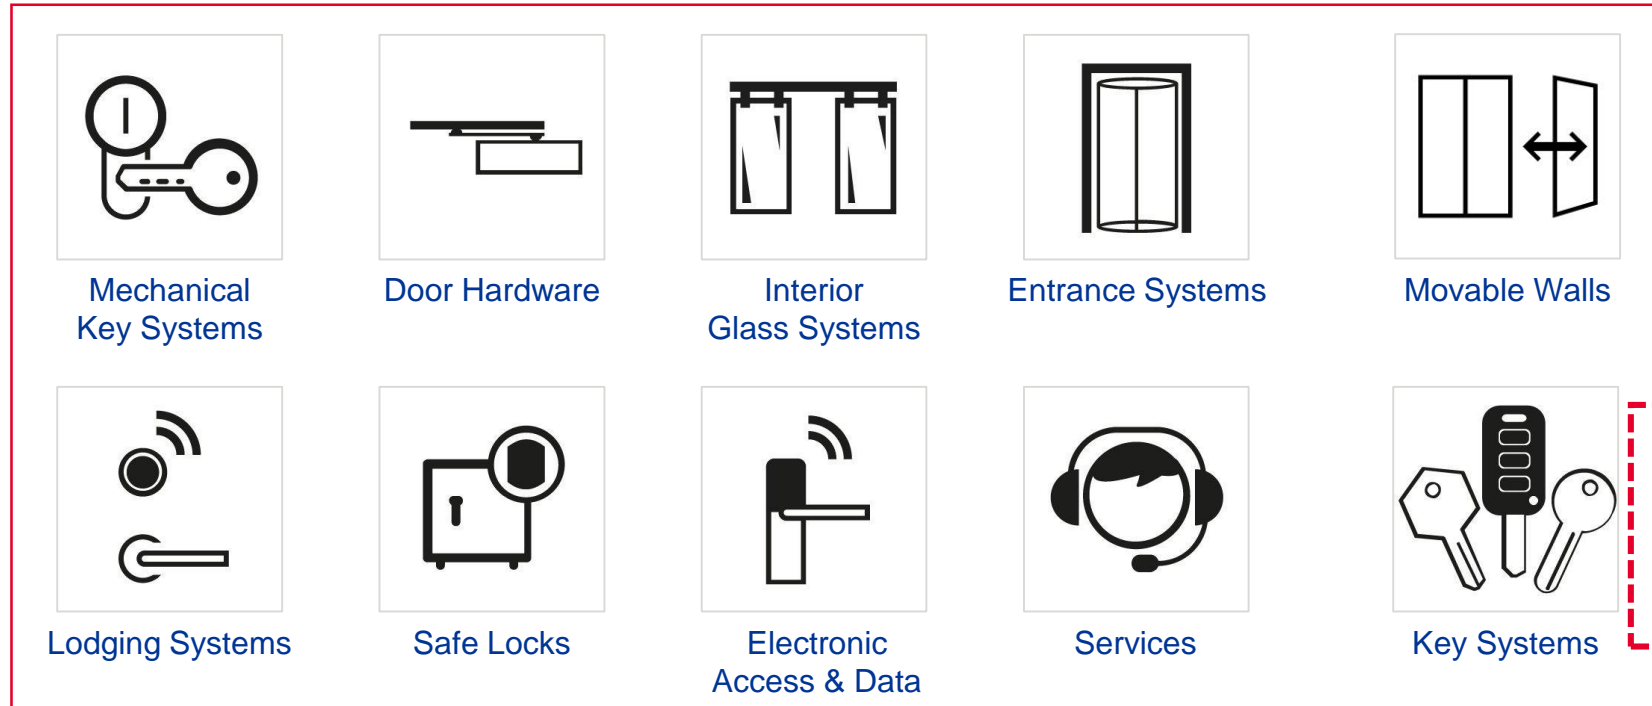 Mechanical
Key Systems
Door Hardware
Interior
Glass Systems
Entrance Systems
Movable Walls
Lodging Systems
Safe Locks
Electronic
Access & Data
Services
Key Systems